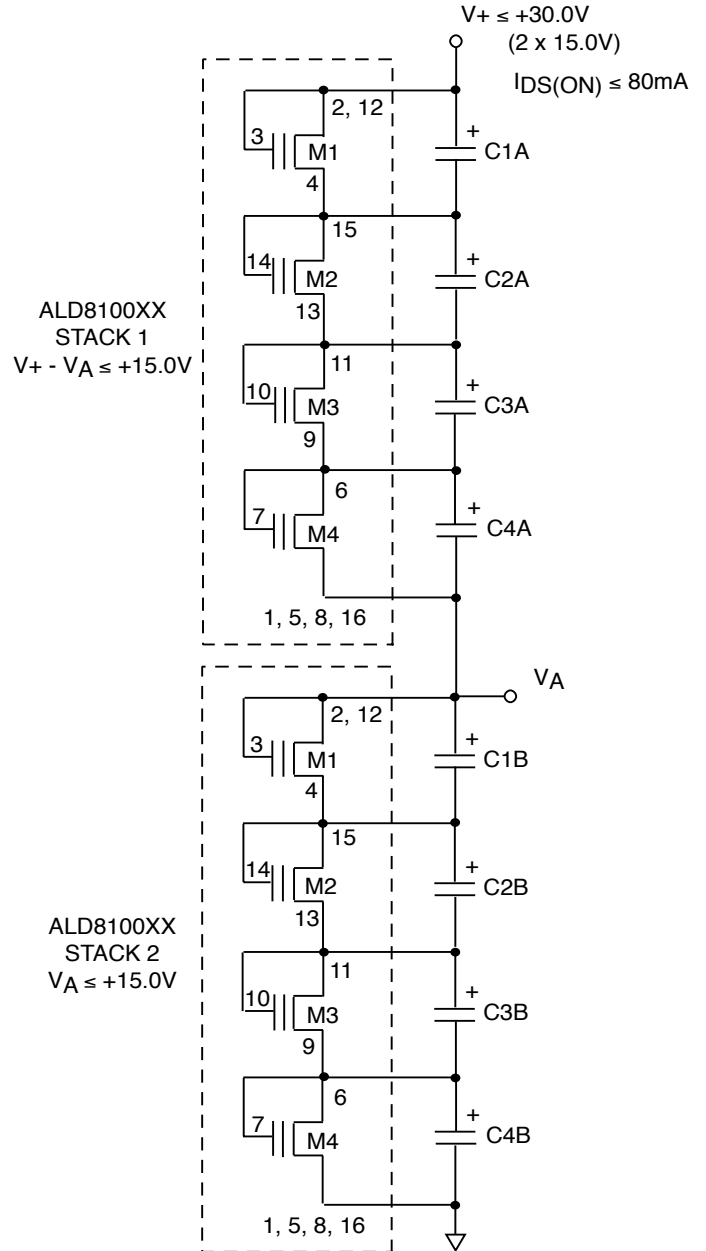 V+ ≤ +30.0V
(2 x 15.0V)
IDS(ON) ≤ 80mA
2, 12
3
M1
4
+
C1A
15
14
M2
13
+
C2A
ALD8100XX
STACK 1
V+ - VA ≤ +15.0V
11
10
M3
9
+
C3A
6
7
M4
+
C4A
1, 5, 8, 16
VA
2, 12
3
M1
4
+
C1B
15
14
M2
13
+
C2B
ALD8100XX
STACK 2
VA ≤ +15.0V
11
10
M3
9
+
C3B
6
7
M4
+
C4B
1, 5, 8, 16